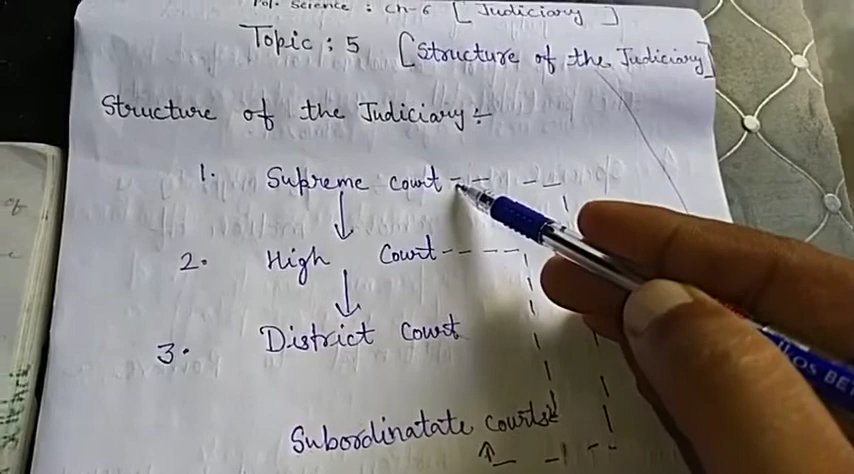 Pol. Science : Ch-6 [ Judiciary ]
Topic : 5 [Structure of the Judiciary]
Structure of the Judiciary :-
1. Supreme Court
2. High Court
3. District Court
Subordinatate courts
Science